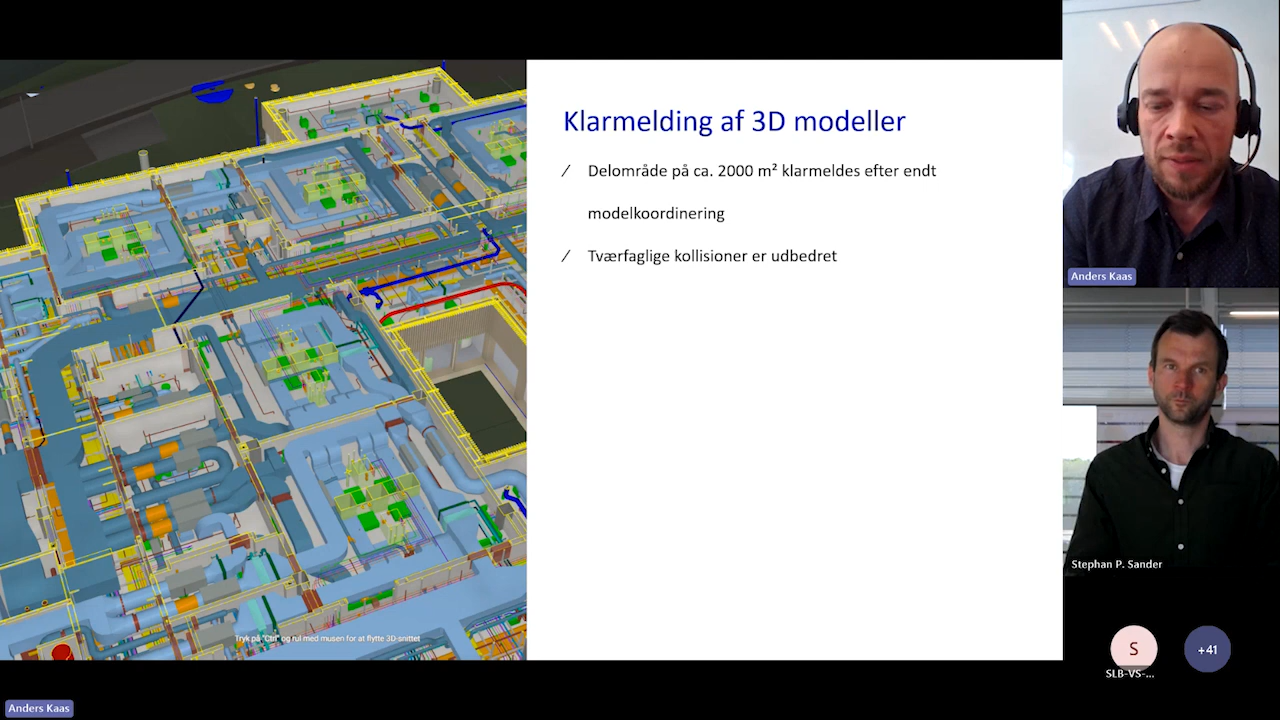 Klarmelding af 3D modeller
/ Delområde på ca. 2000 m² klarmeldes efter endt
modelkoordinering
/ Tværfaglige kollisioner er udbedret
Tryk på "Ctrl" og rul med musen for at flytte 3D-snittet
Anders Kaas
Anders Kaas
Stephan P. Sander
S
+41
SLB-VS-...